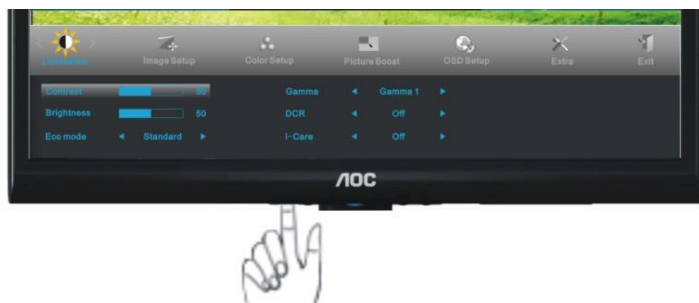 Luminance Image Setup Color Setup Picture Boost OSD Setup Extra Exit
Contrast 50 Gamma Gamma 1
Brightness 50 DCR Off
Eco mode Standard I-Care Off
AOC